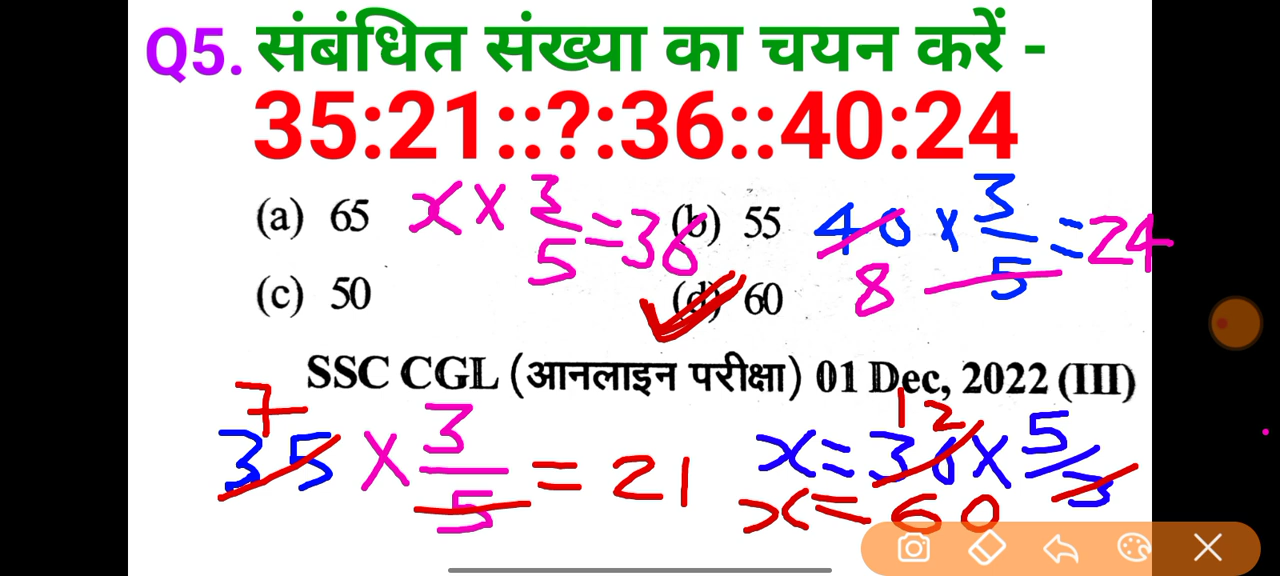 Q5. संबंधित संख्या का चयन करें -
35:21::?:36::40:24
(a) 65 x × 3/5 = 36 (b) 55 40 × 3/5 = 24
8
(c) 50 (d) 60
SSC CGL (आनलाइन परीक्षा) 01 Dec, 2022 (III)
7 12
35 × 3/5 = 21 x = 36 × 5/3
x = 60